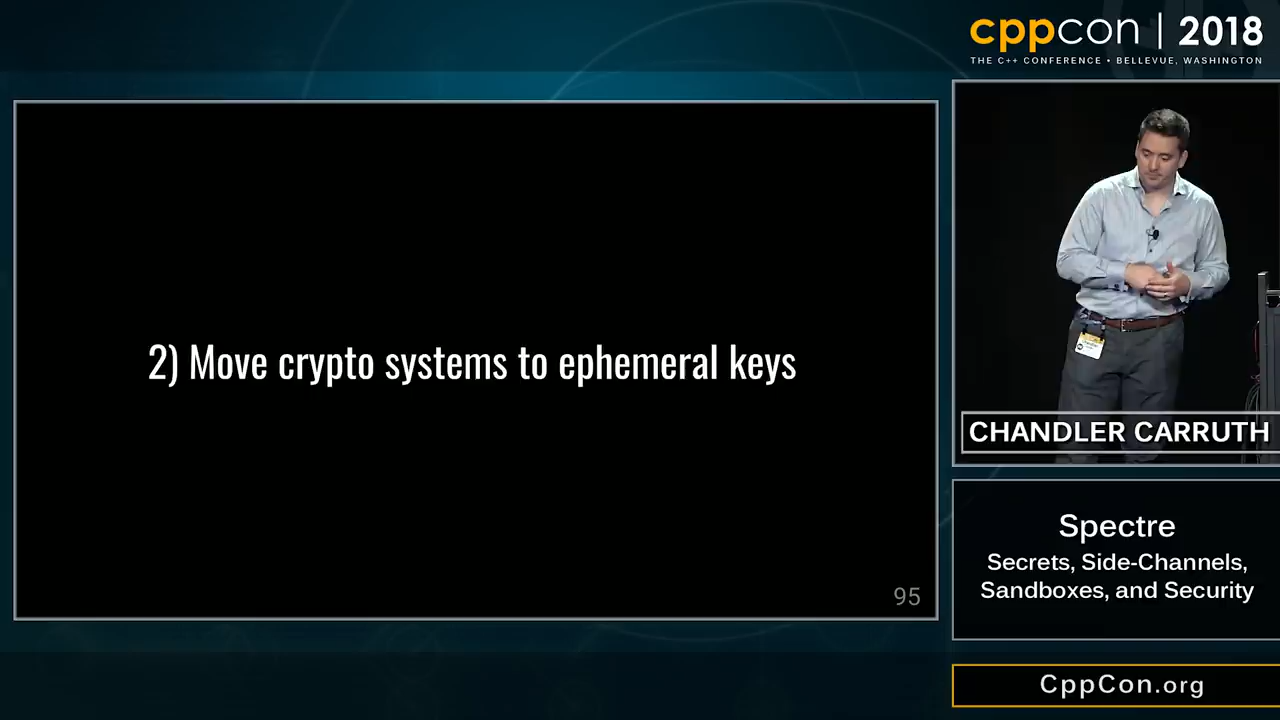 cppcon | 2018
THE C++ CONFERENCE • BELLEVUE, WASHINGTON
2) Move crypto systems to ephemeral keys
95
CHANDLER CARRUTH
Spectre
Secrets, Side-Channels,
Sandboxes, and Security
CppCon.org